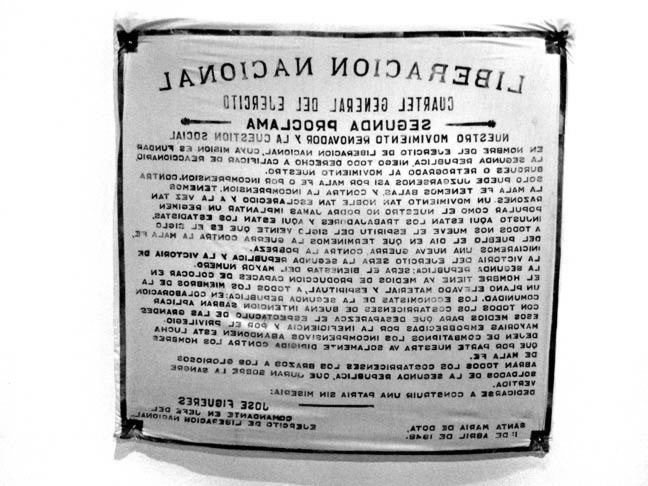 LIBERACION NACIONAL
CUARTEL GENERAL DEL EJERCITO
SEGUNDA PROCLAMA
NUESTRO MOVIMIENTO RENOVADOR Y LA CUESTION SOCIAL
EN NOMBRE DEL EJERCITO DE LIBERACION NACIONAL, CUYA MISION ES FUNDAR
LA SEGUNDA REPUBLICA, NIEGO TODO DERECHO A CALIFICAR DE REACCIONARIO,
BURGUES O RETROGRADO AL MOVIMIENTO NUESTRO.
SOLO PUEDE JUZGARSENOS ASI POR MALA FE O POR INCOMPRENSION. CONTRA
LA MALA FE TENEMOS BALAS, Y CONTRA LA INCOMPRENSION, TENEMOS
RAZONES. UN MOVIMIENTO TAN NOBLE TAN ESCLARECIDO Y A LA VEZ TAN
POPULAR COMO EL NUESTRO NO PODRA JAMAS IMPLANTAR UN REGIMEN
INJUSTO AQUI ESTAN LOS TRABAJADORES Y AQUI ESTAN LOS ESTADISTAS,
A TODOS NOS MUEVE EL ESPIRITU DEL SIGLO VEINTE QUE ES EL SIGLO
DEL PUEBLO. EL DIA EN QUE TERMINEMOS LA GUERRA CONTRA LA MALA FE,
INICIAREMOS UNA NUEVA GUERRA, CONTRA LA POBREZA.
LA VICTORIA DEL EJERCITO SERA LA SEGUNDA REPUBLICA Y LA VICTORIA DE
LA SEGUNDA REPUBLICA: SERA EL BIENESTAR DEL MAYOR NUMERO.
EL HOMBRE TIENE YA MEDIOS DE PRODUCCION CAPACES DE COLOCAR EN
UN PLANO ELEVADO MATERIAL Y ESPIRITUAL, A TODOS LOS MIEMBROS DE LA
COMUNIDAD. LOS ECONOMISTAS DE LA SEGUNDA REPUBLICA: EN COLABORACION
CON TODOS LOS COSTARRICENSES DE BUENA INTENCION SABRAN APLICAR
ESOS MEDIOS PARA QUE DESAPAREZCA EL ESPECTACULO DE LAS GRANDES
MAYORIAS EMPOBRECIDAS POR LA INEFICIENCIA Y POR EL PRIVILEGIO.
DEJEN DE COMBATIRNOS LOS INCOMPRENSIVOS ABANDONEN ESTA LUCHA
QUE POR PARTE NUESTRA VA SOLAMENTE DIRIGIDA CONTRA LOS HOMBRES
DE MALA FE.
ABRAN TODOS LOS COSTARRICENSES LOS BRAZOS A LOS GLORIOSOS
SOLDADOS DE LA SEGUNDA REPUBLICA, QUE JURAN SOBRE LA SANGRE
VERTIDA.
DEDICARSE A CONSTRUIR UNA PATRIA SIN MISERIA:
JOSE FIGUERES
COMANDANTE EN JEFE DEL
EJERCITO DE LIBERACION NACIONAL.
SANTA MARIA DE DOTA,
1º DE ABRIL DE 1948.